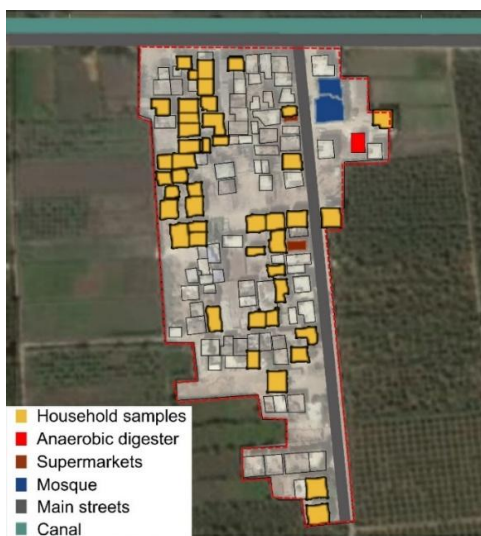 Household samples
Anaerobic digester
Supermarkets
Mosque
Main streets
Canal